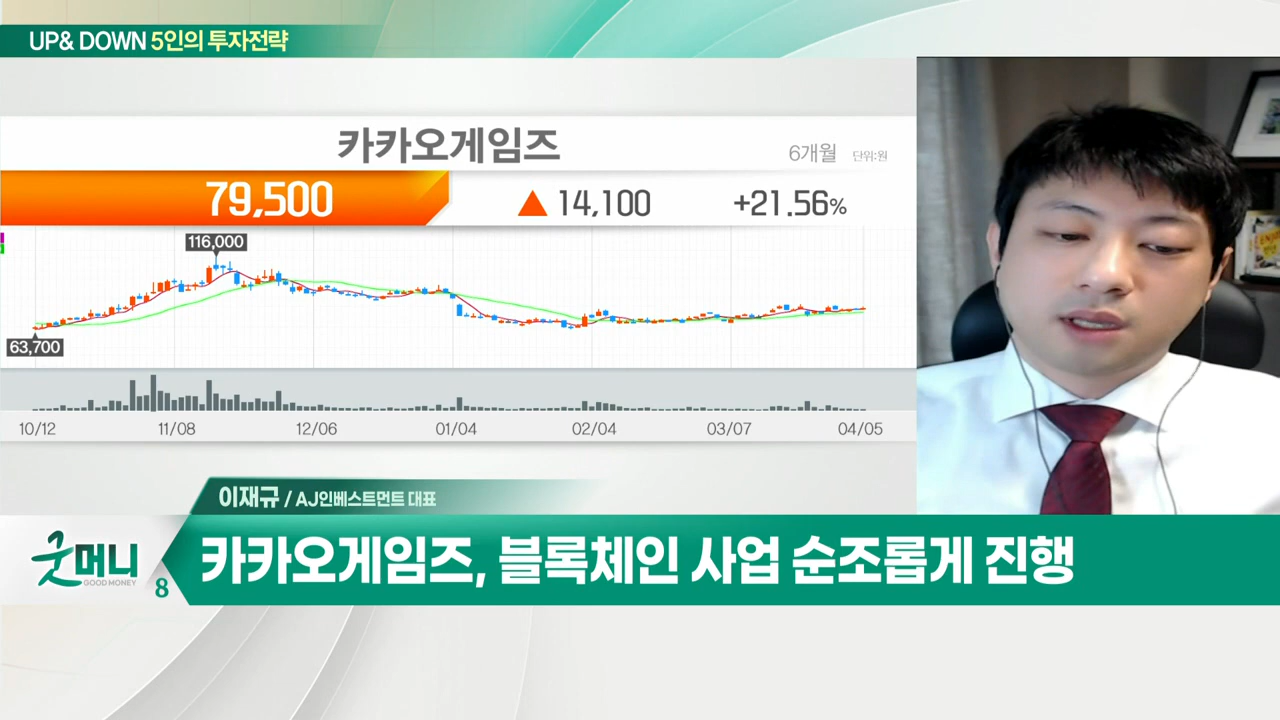 UP& DOWN 5인의 투자전략
카카오게임즈
6개월 단위:원
79,500 ▲ 14,100 +21.56%
116,000
63,700
10/12 11/08 12/06 01/04 02/04 03/07 04/05
이재규 / AJ인베스트먼트 대표
굿머니
GOOD MONEY
8
카카오게임즈, 블록체인 사업 순조롭게 진행